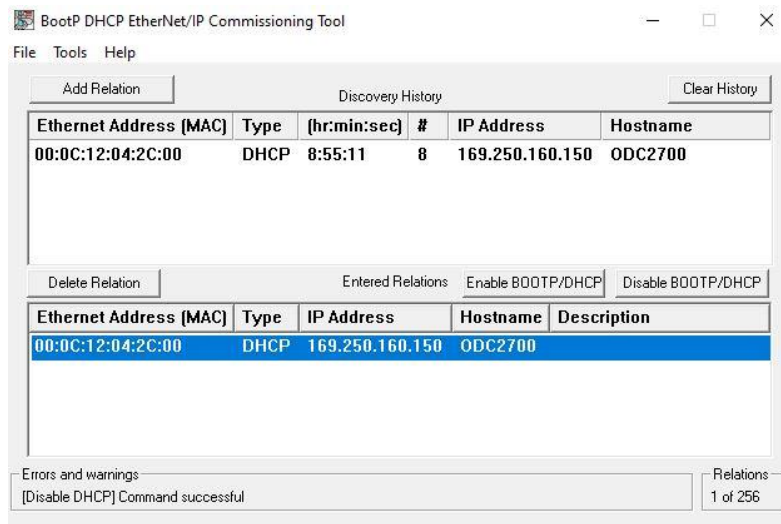 BootP DHCP EtherNet/IP Commissioning Tool
File Tools Help
Add Relation Discovery History Clear History
Ethernet Address (MAC) Type (hr:min:sec) # IP Address Hostname
00:0C:12:04:2C:00 DHCP 8:55:11 8 169.250.160.150 ODC2700
Delete Relation Entered Relations Enable BOOTP/DHCP Disable BOOTP/DHCP
Ethernet Address (MAC) Type IP Address Hostname Description
00:0C:12:04:2C:00 DHCP 169.250.160.150 ODC2700
Errors and warnings Relations
[Disable DHCP] Command successful 1 of 256